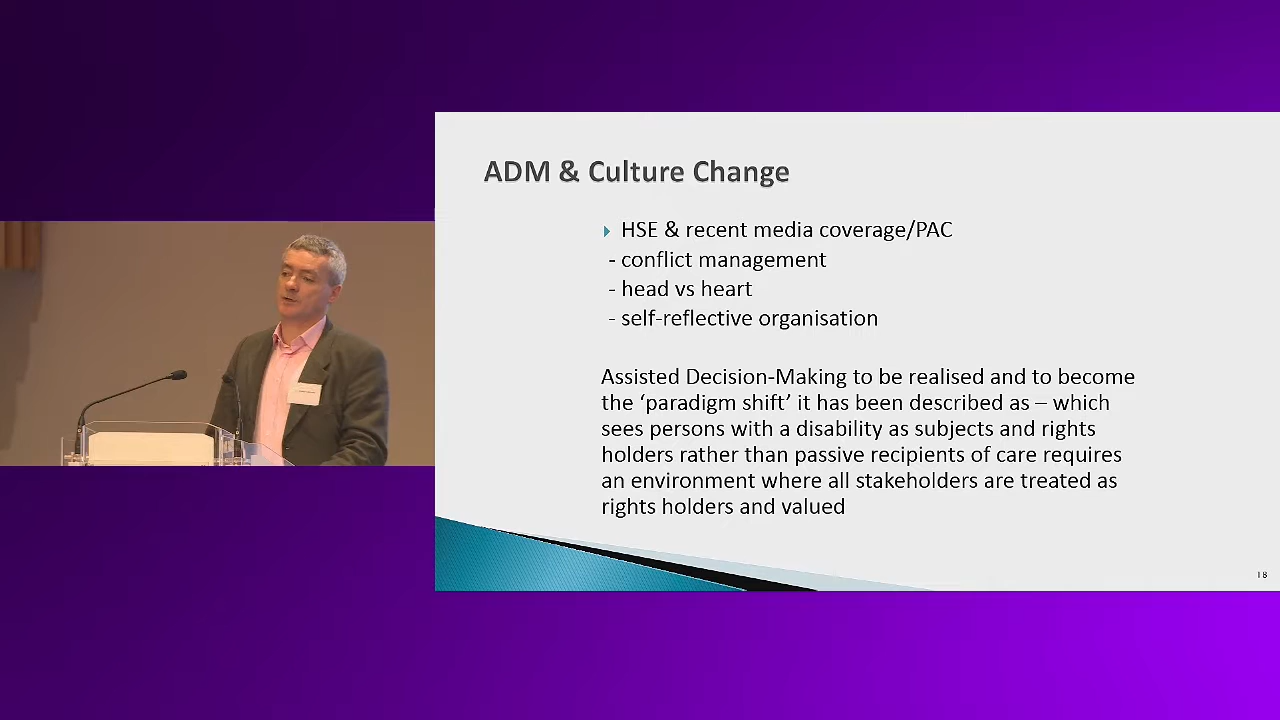 ADM & Culture Change
HSE & recent media coverage/PAC
- conflict management
- head vs heart
- self-reflective organisation
Assisted Decision-Making to be realised and to become
the ‘paradigm shift’ it has been described as – which
sees persons with a disability as subjects and rights
holders rather than passive recipients of care requires
an environment where all stakeholders are treated as
rights holders and valued
18